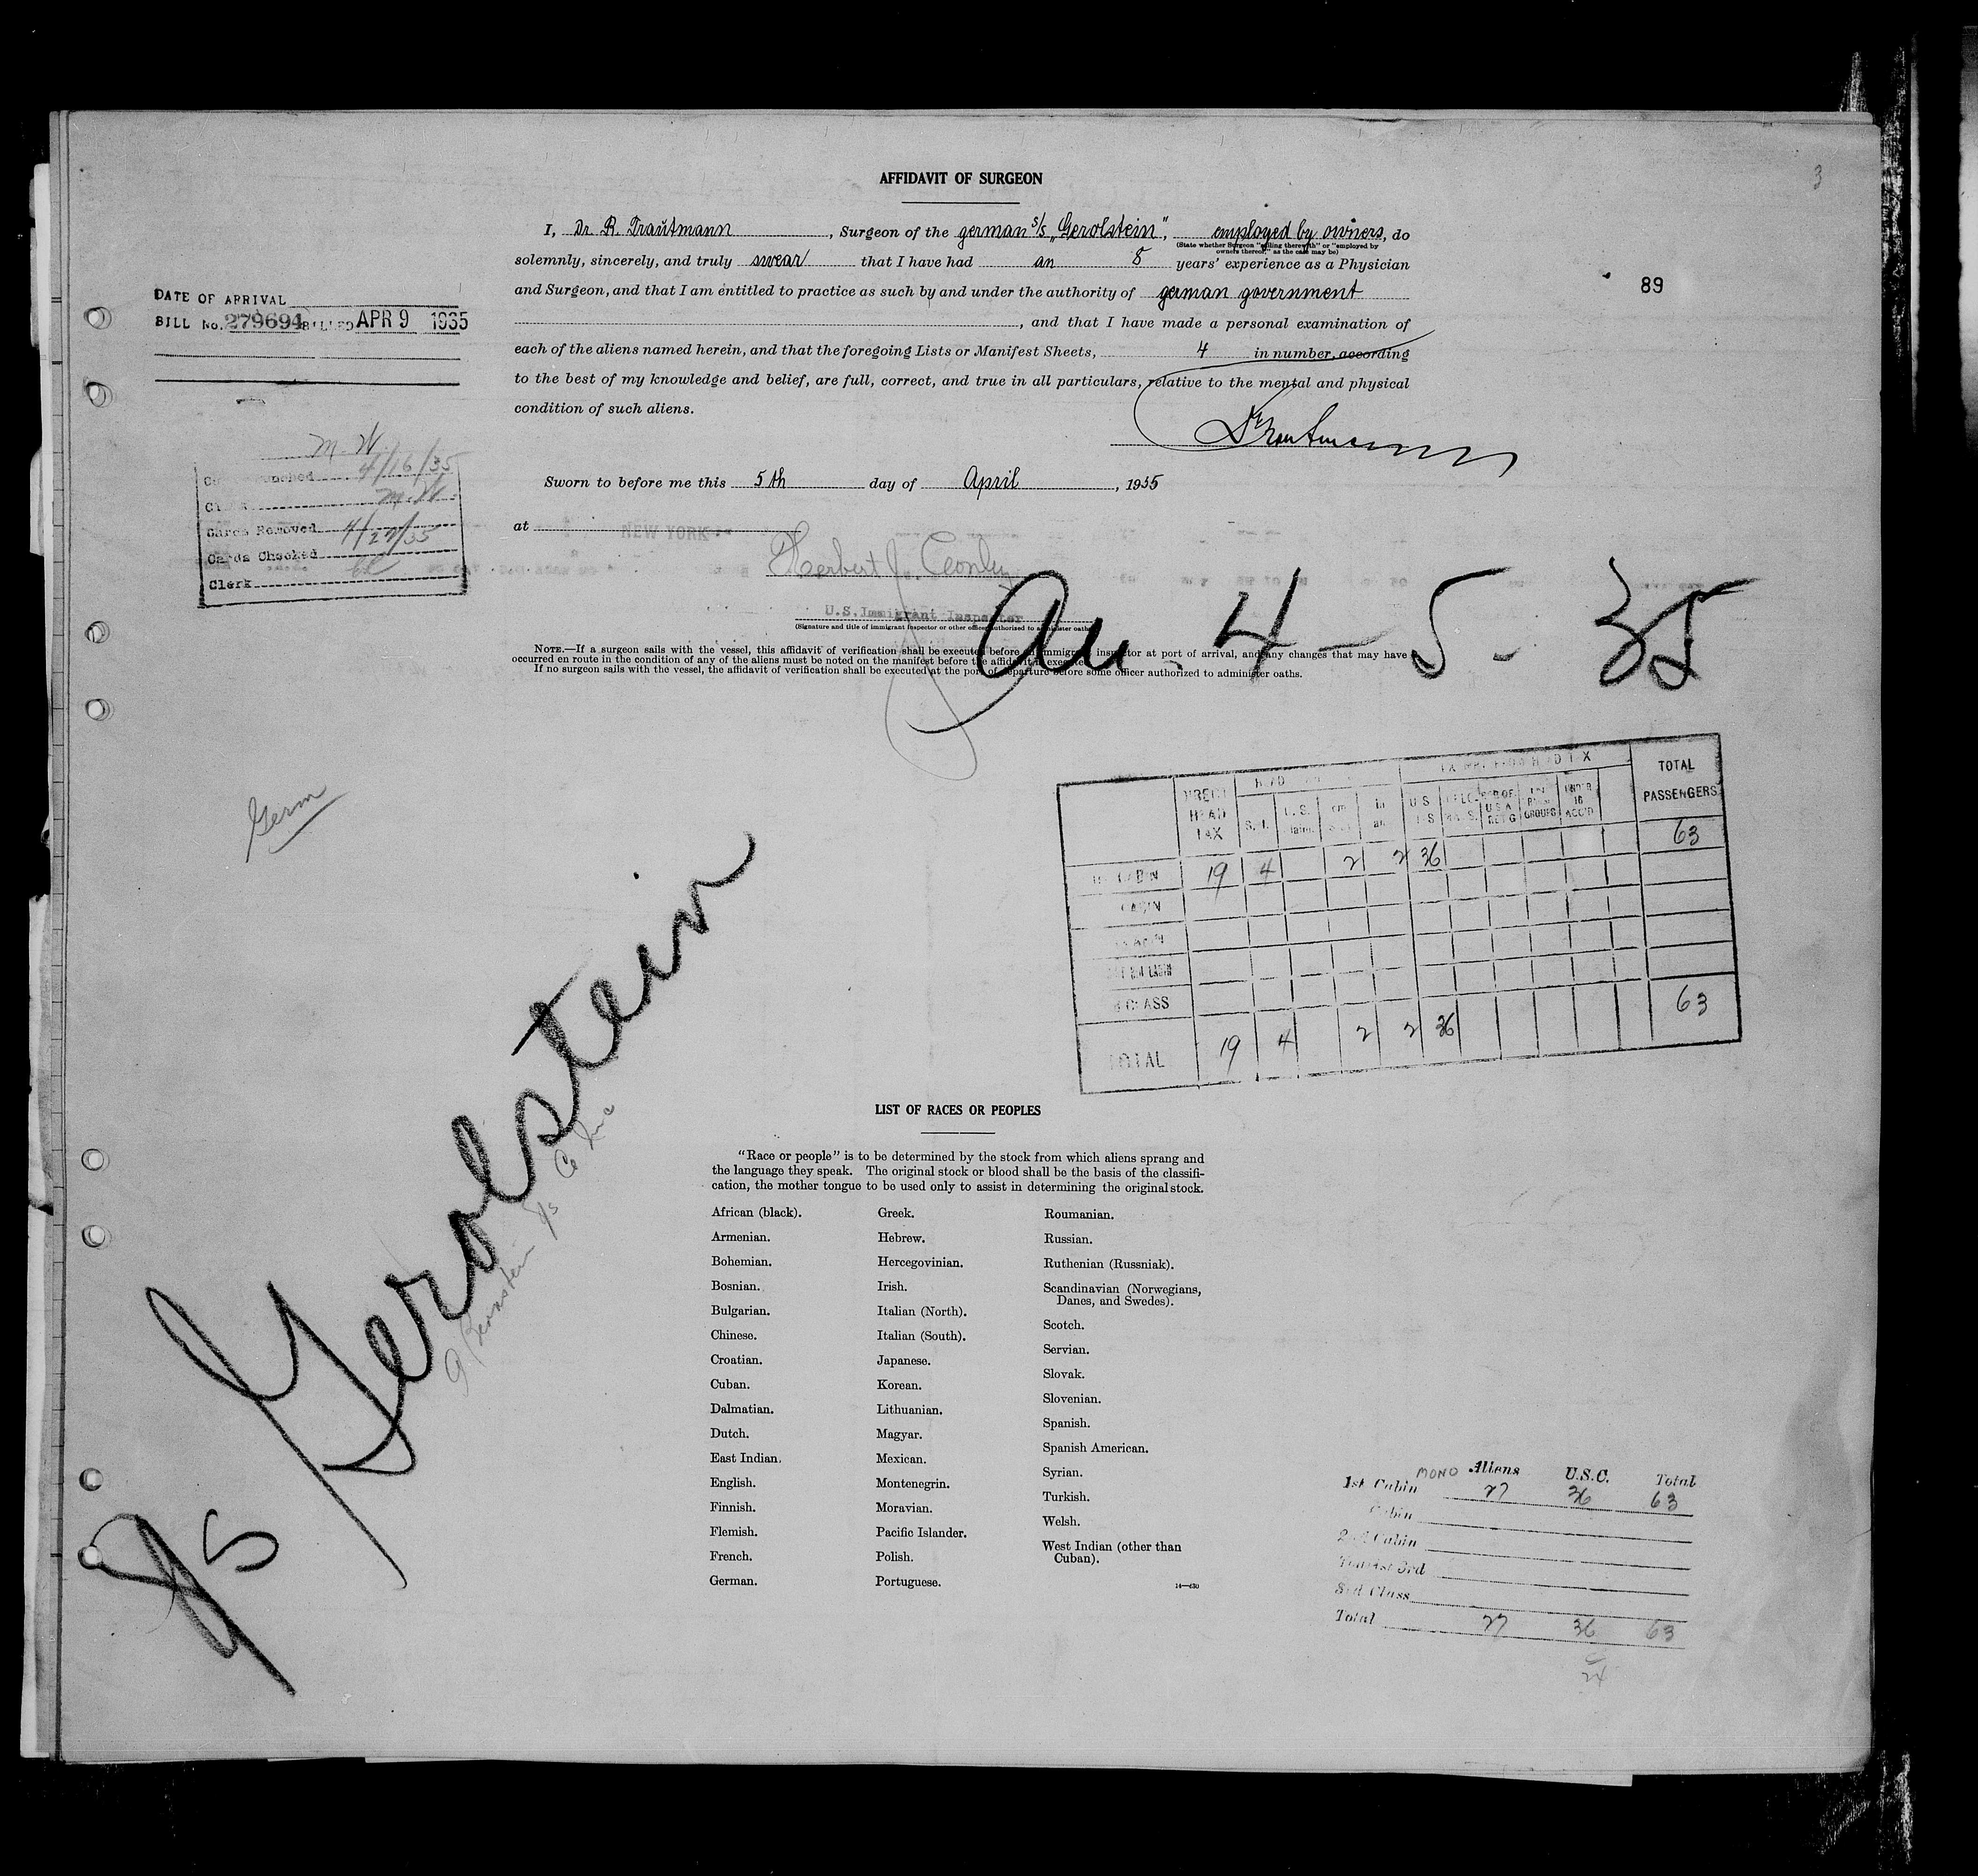 3
AFFIDAVIT OF SURGEON
I, Dr. R. Trautmann, Surgeon of the german s/s „Gerolstein", employed by owners, do
(State whether Surgeon "sailing therewith" or "employed by
owners thereof," as the case may be)
solemnly, sincerely, and truly swear that I have had an 8 years' experience as a Physician
and Surgeon, and that I am entitled to practice as such by and under the authority of german government
, and that I have made a personal examination of
each of the aliens named herein, and that the foregoing Lists or Manifest Sheets, 4 in number, according
to the best of my knowledge and belief, are full, correct, and true in all particulars, relative to the mental and physical
condition of such aliens.
Trautmann
Sworn to before me this 5th day of April, 1935
at NEW YORK
Herbert J. Conley
U.S. Immigrant Inspector
(Signature and title of immigrant inspector or other officer authorized to administer oaths)
NOTE.—If a surgeon sails with the vessel, this affidavit of verification shall be executed before immigrant inspector at port of arrival, and any changes that may have
occurred en route in the condition of any of the aliens must be noted on the manifest before the affidavit is executed.
If no surgeon sails with the vessel, the affidavit of verification shall be executed at the port of departure before some officer authorized to administer oaths.
89
DATE OF ARRIVAL
BILL No. 279694 BILLED APR 9 1935
M.W.
4/16/35
Clerk M.W.
Cards Removed 4/27/35
Cards Checked
Clerk
4 - 5 - 35
Germ
S/S Gerolstein
A Bernstein S/S Co Inc
DIRECT HEAD TAX
TOTAL PASSENGERS
19 4 2 2 36 63
CABIN
CLASS
TOTAL 19 4 2 2 36 63
LIST OF RACES OR PEOPLES
"Race or people" is to be determined by the stock from which aliens sprang and
the language they speak. The original stock or blood shall be the basis of the classifi-
cation, the mother tongue to be used only to assist in determining the original stock.
African (black).
Armenian.
Bohemian.
Bosnian.
Bulgarian.
Chinese.
Croatian.
Cuban.
Dalmatian.
Dutch.
East Indian.
English.
Finnish.
Flemish.
French.
German.
Greek.
Hebrew.
Hercegovinian.
Irish.
Italian (North).
Italian (South).
Japanese.
Korean.
Lithuanian.
Magyar.
Mexican.
Montenegrin.
Moravian.
Pacific Islander.
Polish.
Portuguese.
Roumanian.
Russian.
Ruthenian (Russniak).
Scandinavian (Norwegians,
Danes, and Swedes).
Scotch.
Servian.
Slovak.
Slovenian.
Spanish.
Spanish American.
Syrian.
Turkish.
Welsh.
West Indian (other than
Cuban).
14—630
MONO Aliens U.S.C. Total
1st Cabin 27 36 63
Cabin
2nd Cabin
Tourist 3rd
3rd Class
Total 27 36 63